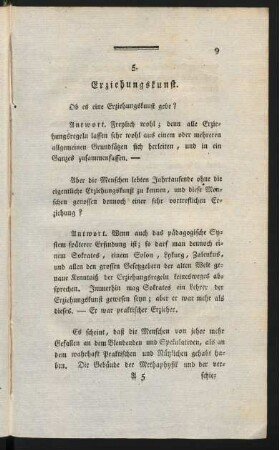 9
5.
Erziehungskunst.
Ob es eine Erziehungskunst gebe?
Antwort. Freylich wohl; denn alle Erzie-
hungsregeln lassen sehr wohl aus einem oder mehreren
allgemeinen Grundsäzen sich herleiten, und in ein
Ganzes zusammenfassen. —
Aber die Menschen lebten Jahrtausende ohne die
eigentliche Erziehungskunst zu kennen, und diese Men-
schen genossen dennoch einer sehr vortreflichen Er-
ziehung?
Antwort. Wenn auch das pädagogische Sy-
stem späterer Erfindung ist; so darf man dennoch ei-
nem Sokrates, einem Solon, Lykurg, Zaleukus,
und allen den grossen Gesetzgebern der alten Welt ge-
naue Kenntniß der Erziehungsregeln keineswegs ab-
sprechen. Immerhin mag Sokrates ein Lehrer der
Erziehungskunst gewesen seyn; aber er war mehr als
dieses. — Er war praktischer Erzieher.
Es scheint, daß die Menschen von jeher mehr
Gefallen an dem Blendenden und Spekulativen, als an
dem wahrhaft Praktischen und Nützlichen gehabt ha-
ben. Die Gebäude der Methaphysik und der ver-
A 5 schie-